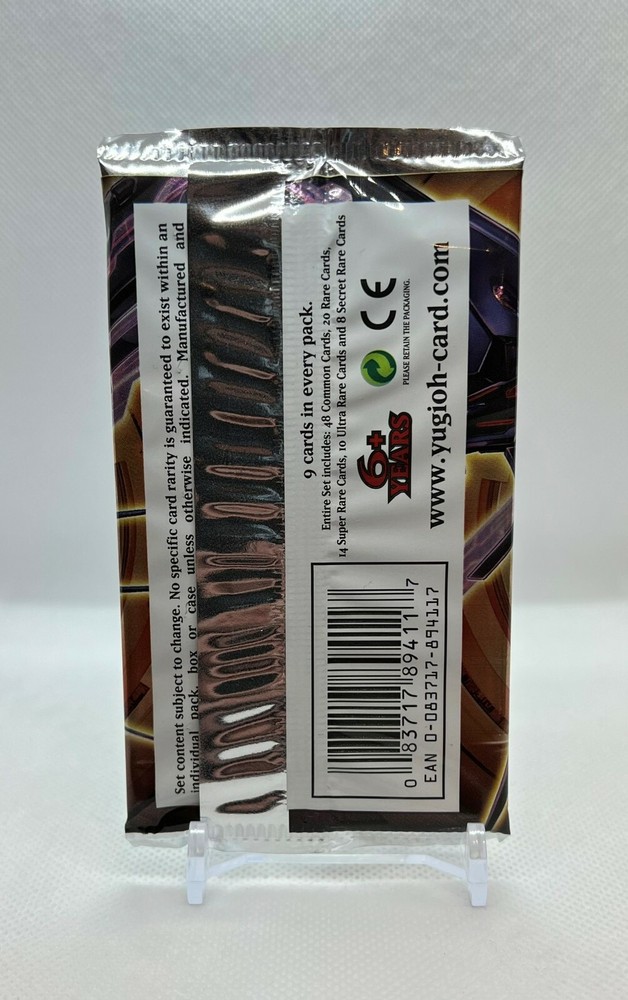 Set content subject to change. No specific card rarity is guaranteed to exist within an
individual pack, box or case unless otherwise indicated. Manufactured and
9 cards in every pack.
Entire Set includes: 48 Common Cards, 20 Rare Cards,
14 Super Rare Cards, 10 Ultra Rare Cards and 8 Secret Rare Cards
6+
YEARS
CE
PLEASE RETAIN THE PACKAGING.
www.yugioh-card.com
0 83717 89411 7
EAN 0-083717-894117